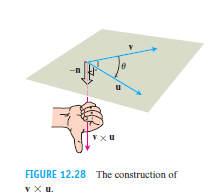 v
θ
−n
u
v × u
FIGURE 12.28 The construction of
v × u.